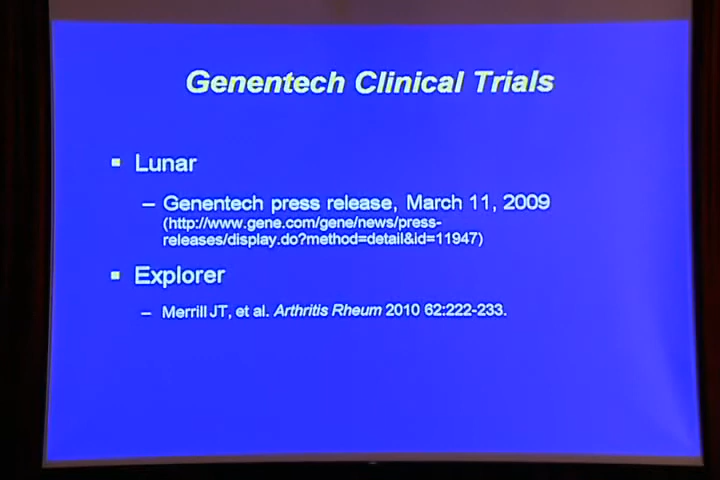 Genentech Clinical Trials
▪ Lunar
– Genentech press release, March 11, 2009
(http://www.gene.com/gene/news/press-
releases/display.do?method=detail&id=11947)
▪ Explorer
– Merrill JT, et al. Arthritis Rheum 2010 62:222-233.